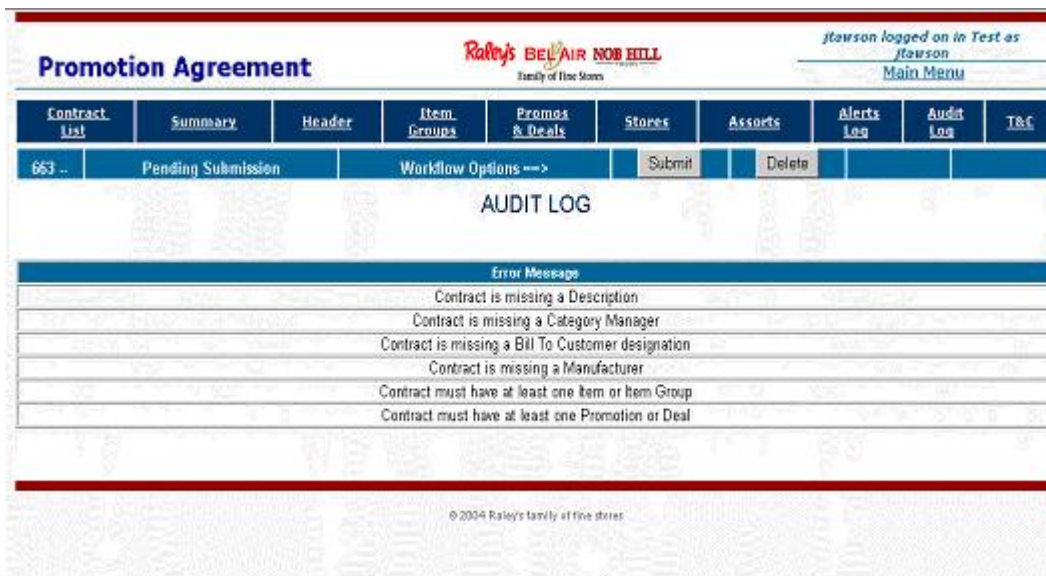 Promotion Agreement
Raley's BEL AIR NOB HILL
Family of Fine Stores
jtawson logged on in Test as
jtawson
Main Menu
Contract List
Summary
Header
Item Groups
Promos & Deals
Stores
Assorts
Alerts Log
Audit Log
T&C
663 ..
Pending Submission
Workflow Options ==>
Submit
Delete
AUDIT LOG
Error Message
Contract is missing a Description
Contract is missing a Category Manager
Contract is missing a Bill To Customer designation
Contract is missing a Manufacturer
Contract must have at least one Item or Item Group
Contract must have at least one Promotion or Deal
© 2004 Raley's family of fine stores